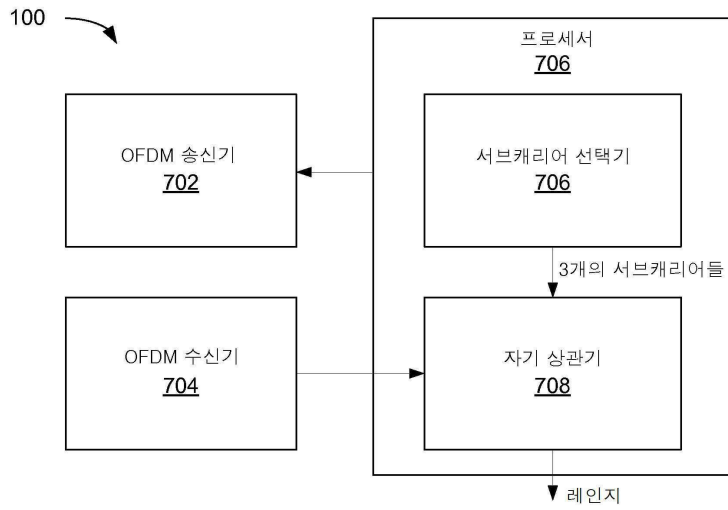 100
프로세서
706
OFDM 송신기
702
서브캐리어 선택기
706
3개의 서브캐리어들
OFDM 수신기
704
자기 상관기
708
레인지